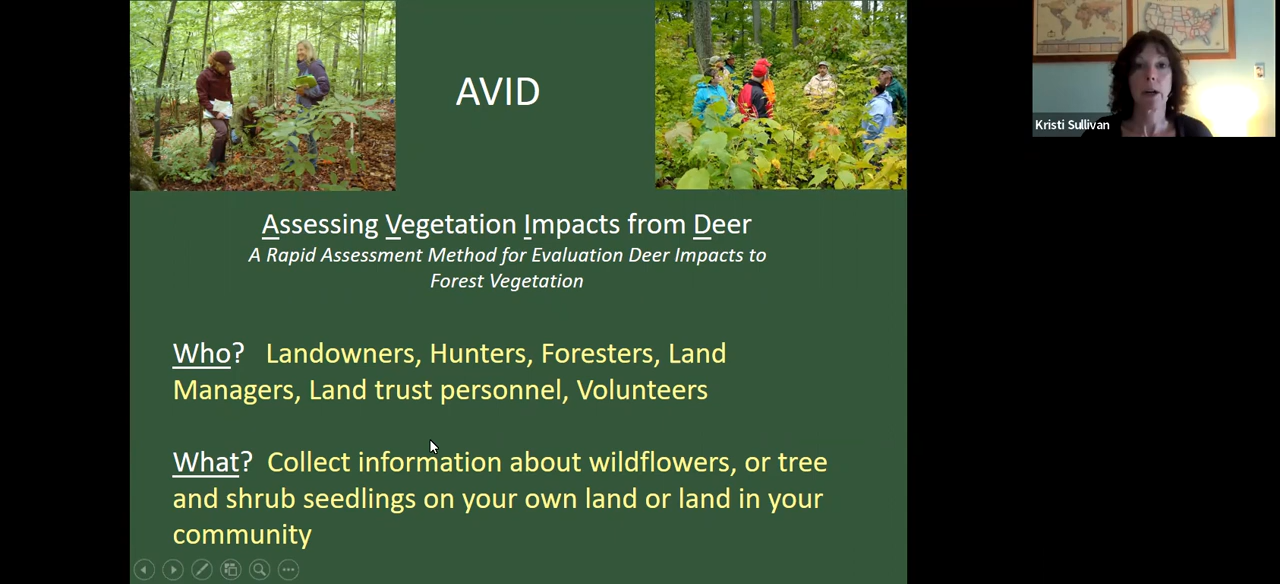 AVID
Kristi Sullivan
Assessing Vegetation Impacts from Deer
A Rapid Assessment Method for Evaluation Deer Impacts to
Forest Vegetation
Who? Landowners, Hunters, Foresters, Land
Managers, Land trust personnel, Volunteers
What? Collect information about wildflowers, or tree
and shrub seedlings on your own land or land in your
community